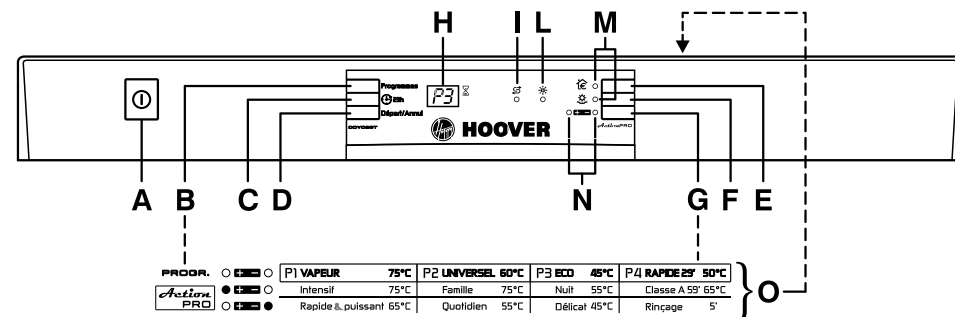 H I L M
Programmes
P3
23h
Départ/Annul
ODYGEST
HOOVER
ActionPRO
A B C D N G F E
PROGR. + - P1 VAPEUR 75°C P2 UNIVERSEL 60°C P3 ECO 45°C P4 RAPIDE 29' 50°C
Action PRO + - Intensif 75°C Famille 75°C Nuit 55°C Classe A 59' 65°C
+ - Rapide & puissant 65°C Quotidien 55°C Délicat 45°C Rinçage 5'
O